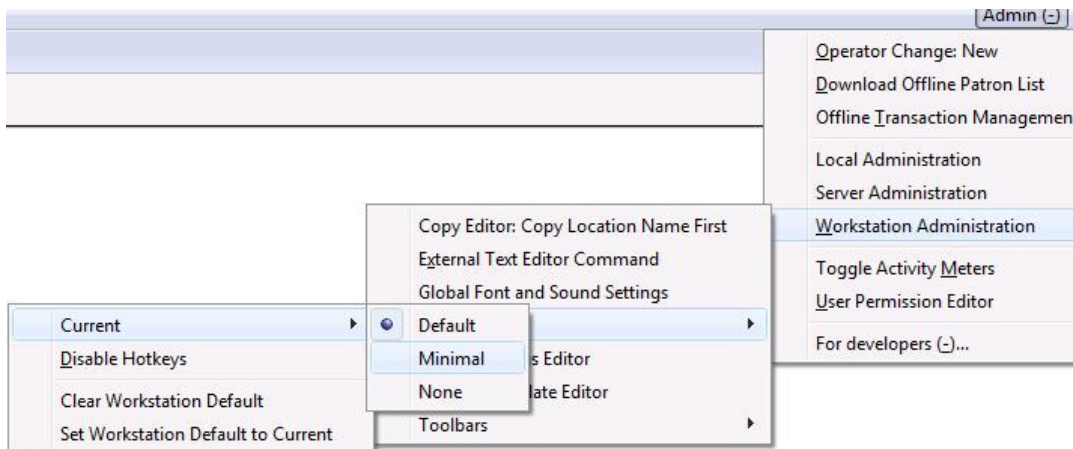 Admin (-)
Operator Change: New
Download Offline Patron List
Offline Transaction Managemen
Local Administration
Server Administration
Workstation Administration
Toggle Activity Meters
User Permission Editor
For developers (-)...
Copy Editor: Copy Location Name First
External Text Editor Command
Global Font and Sound Settings
s Editor
late Editor
Toolbars
Default
Minimal
None
Current
Disable Hotkeys
Clear Workstation Default
Set Workstation Default to Current